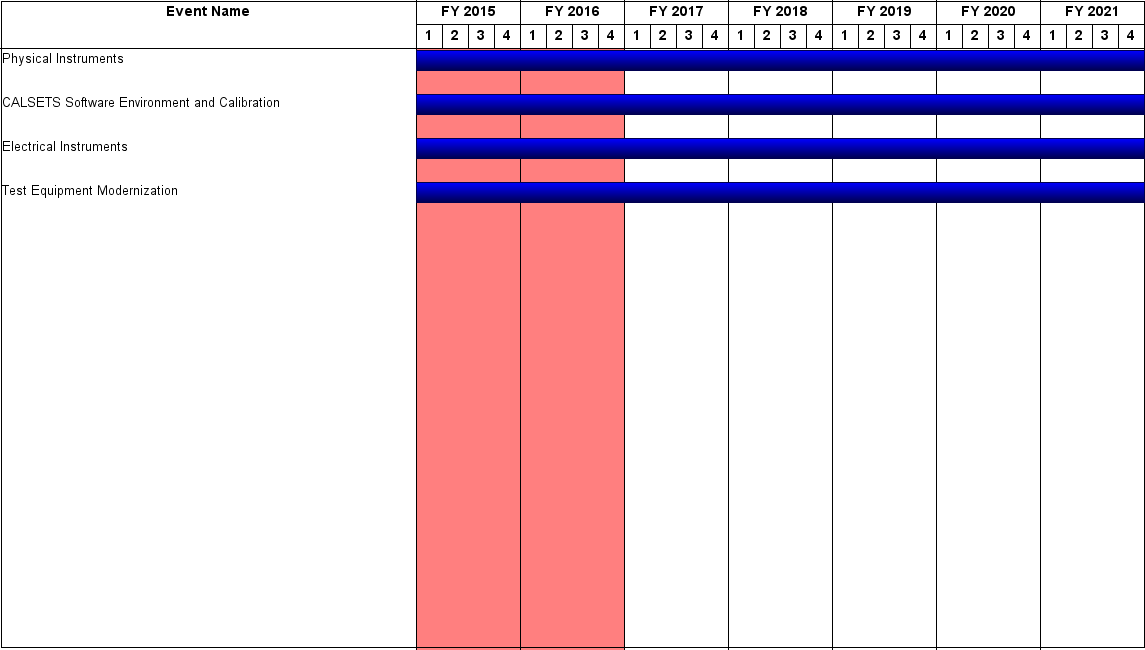 Event Name FY 2015 FY 2016 FY 2017 FY 2018 FY 2019 FY 2020 FY 2021
1 2 3 4 1 2 3 4 1 2 3 4 1 2 3 4 1 2 3 4 1 2 3 4 1 2 3 4
Physical Instruments
CALSETS Software Environment and Calibration
Electrical Instruments
Test Equipment Modernization